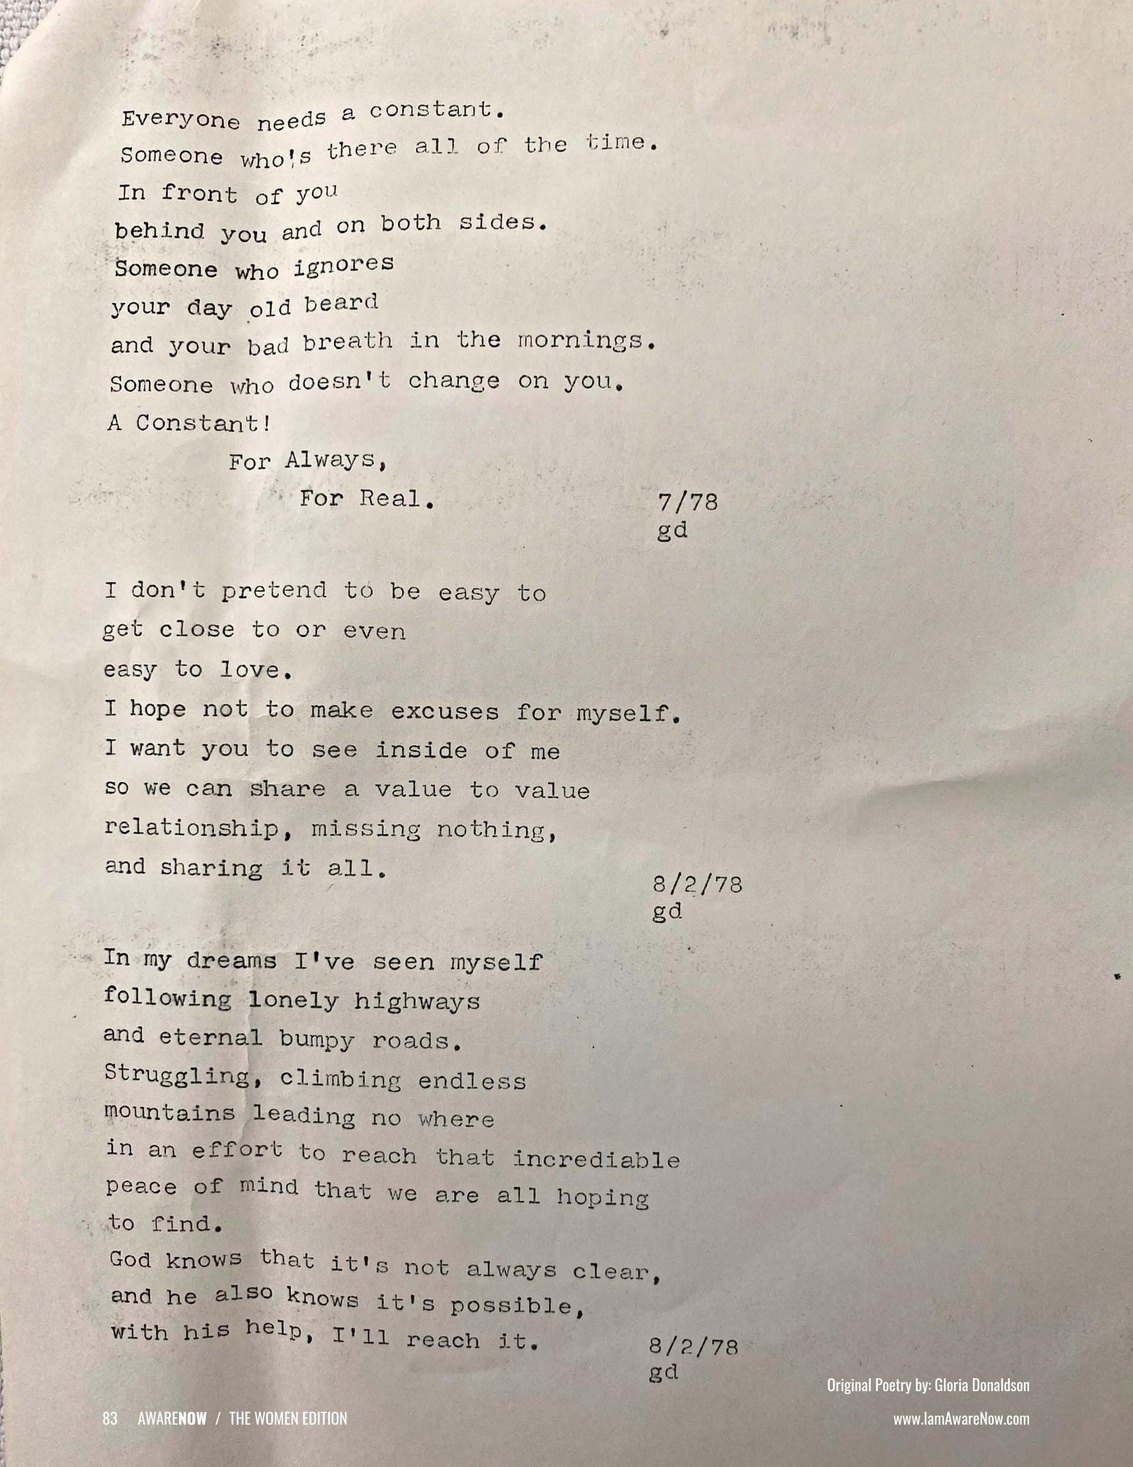 Everyone needs a constant.
Someone who's there all of the time.
In front of you
behind you and on both sides.
Someone who ignores
your day old beard
and your bad breath in the mornings.
Someone who doesn't change on you.
A Constant!
For Always,
For Real.
7/78
gd
I don't pretend to be easy to
get close to or even
easy to love.
I hope not to make excuses for myself.
I want you to see inside of me
so we can share a value to value
relationship, missing nothing,
and sharing it all.
8/2/78
gd
In my dreams I've seen myself
following lonely highways
and eternal bumpy roads.
Struggling, climbing endless
mountains leading no where
in an effort to reach that incrediable
peace of mind that we are all hoping
to find.
God knows that it's not always clear,
and he also knows it's possible,
with his help, I'll reach it.
8/2/78
gd
Original Poetry by: Gloria Donaldson
83 AWARENOW / THE WOMEN EDITION
www.IamAwareNow.com